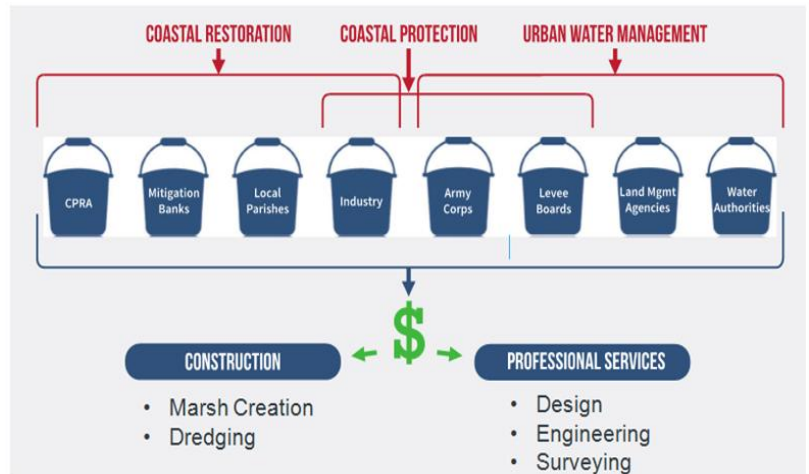 COASTAL RESTORATION
COASTAL PROTECTION
URBAN WATER MANAGEMENT
CPRA
Mitigation
Banks
Local
Parishes
Industry
Army
Corps
Levee
Boards
Land Mgmt
Agencies
Water
Authorities
$
CONSTRUCTION
• Marsh Creation
• Dredging
PROFESSIONAL SERVICES
• Design
• Engineering
• Surveying